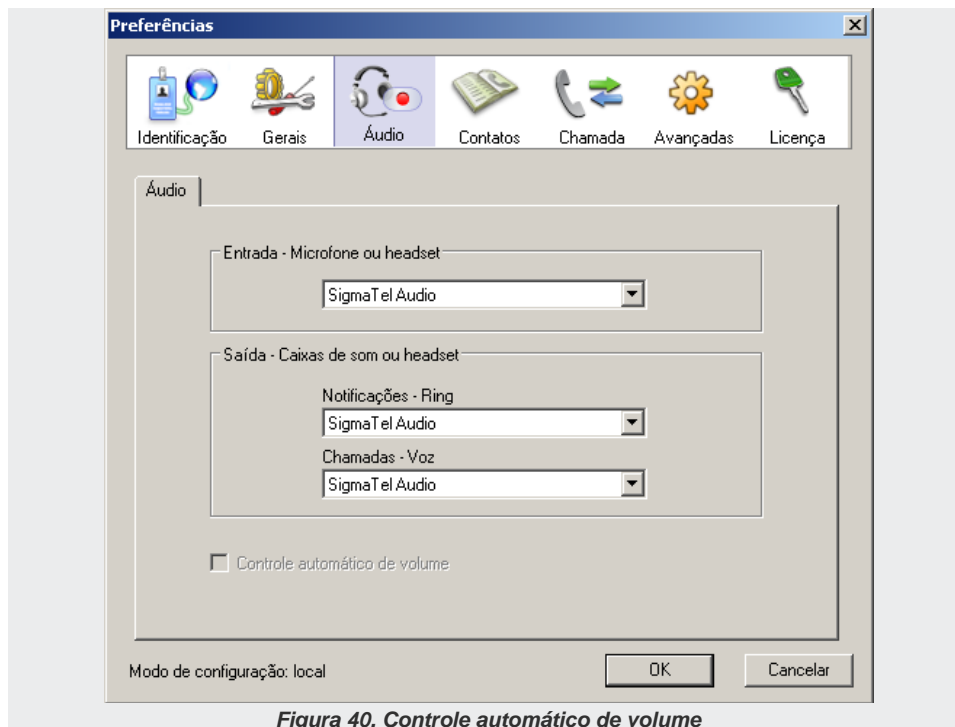 Preferências
Identificação Gerais Áudio Contatos Chamada Avançadas Licença
Áudio
Entrada - Microfone ou headset
SigmaTel Audio
Saída - Caixas de som ou headset
Notificações - Ring
SigmaTel Audio
Chamadas - Voz
SigmaTel Audio
Controle automático de volume
Modo de configuração: local OK Cancelar
Figura 40. Controle automático de volume